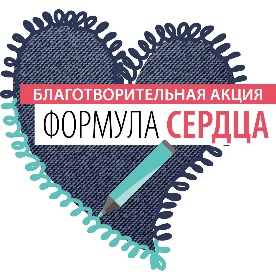 БЛАГОТВОРИТЕЛЬНАЯ АКЦИЯ
ФОРМУЛА СЕРДЦА